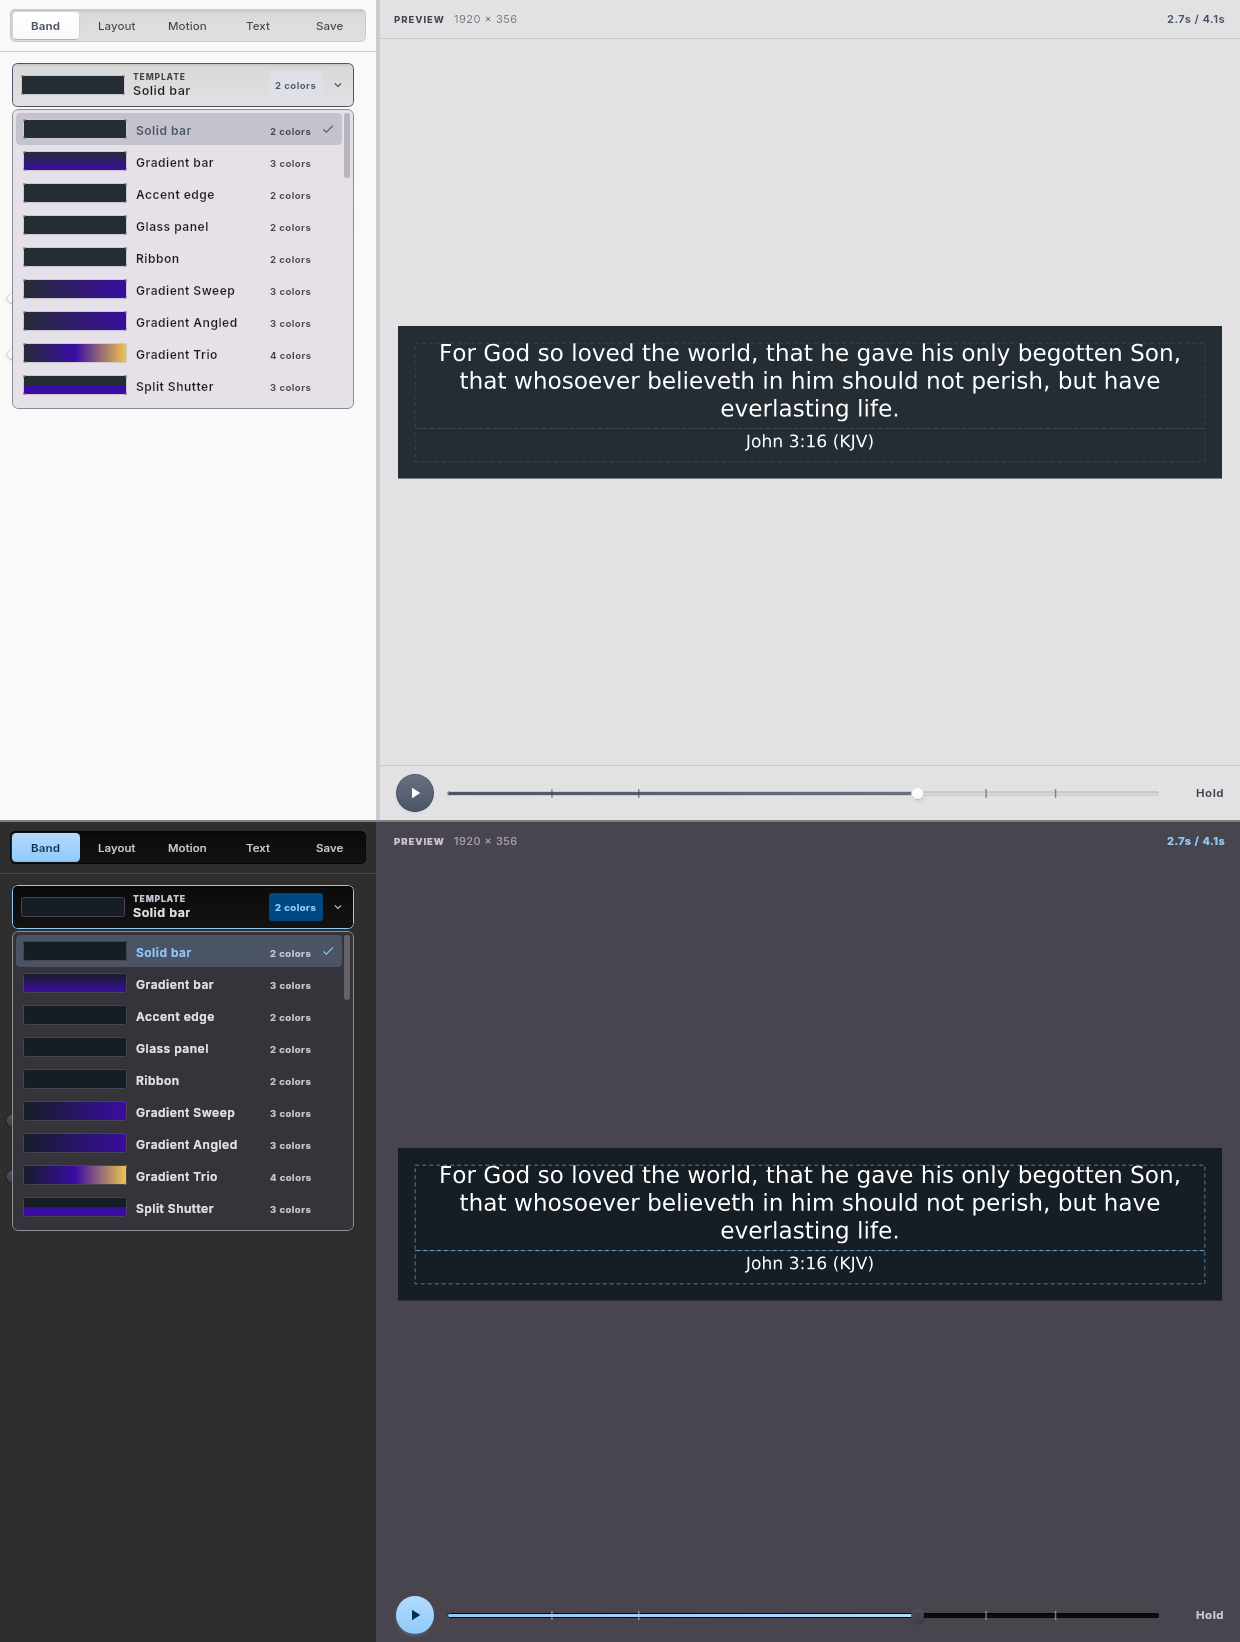 Band Layout Motion Text Save
TEMPLATE
Solid bar 2 colors
Solid bar 2 colors
Gradient bar 3 colors
Accent edge 2 colors
Glass panel 2 colors
Ribbon 2 colors
Gradient Sweep 3 colors
Gradient Angled 3 colors
Gradient Trio 4 colors
Split Shutter 3 colors
PREVIEW 1920 × 356 2.7s / 4.1s
For God so loved the world, that he gave his only begotten Son,
that whosoever believeth in him should not perish, but have
everlasting life.
John 3:16 (KJV)
Hold
Band Layout Motion Text Save
TEMPLATE
Solid bar 2 colors
Solid bar 2 colors
Gradient bar 3 colors
Accent edge 2 colors
Glass panel 2 colors
Ribbon 2 colors
Gradient Sweep 3 colors
Gradient Angled 3 colors
Gradient Trio 4 colors
Split Shutter 3 colors
PREVIEW 1920 × 356 2.7s / 4.1s
For God so loved the world, that he gave his only begotten Son,
that whosoever believeth in him should not perish, but have
everlasting life.
John 3:16 (KJV)
Hold